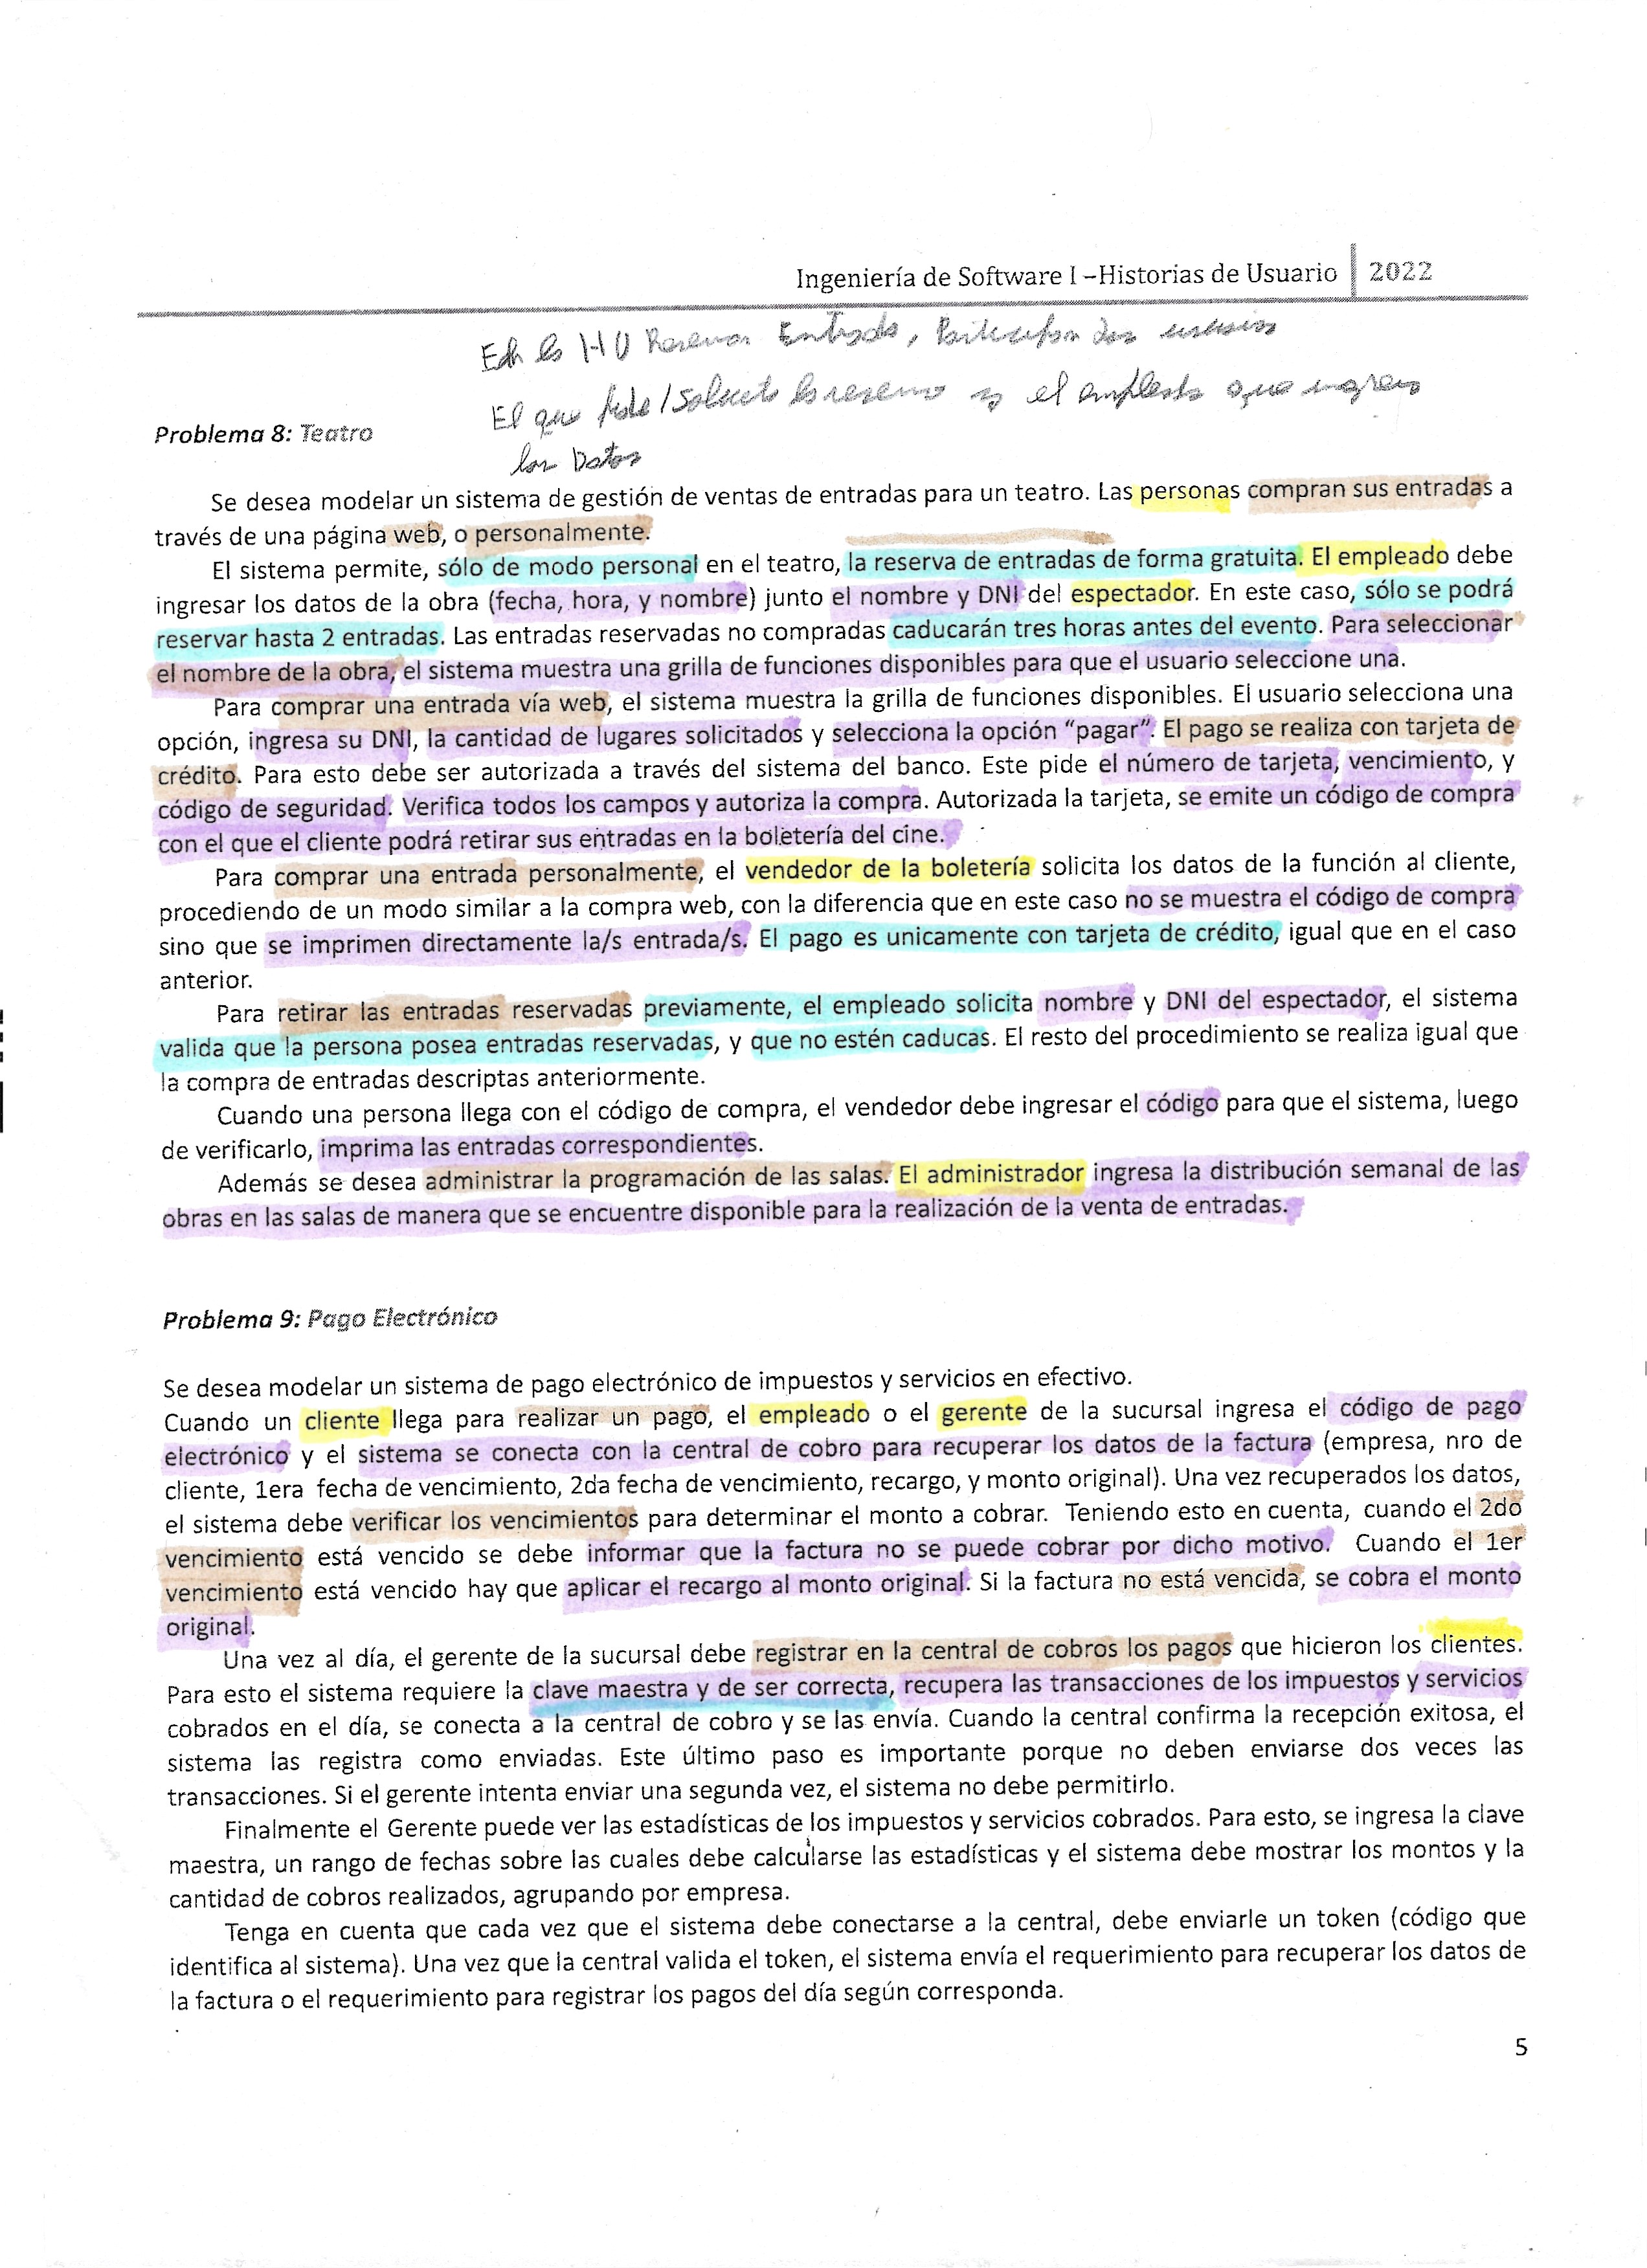 Ingeniería de Software I –Historias de Usuario 2022
En la HU Reservar Entrada, Participan dos usuarios
El que pide/Solicita la reserva y el empleado que ingresa
los Datos
Problema 8: Teatro
Se desea modelar un sistema de gestión de ventas de entradas para un teatro. Las personas compran sus entradas a
través de una página web, o personalmente.
El sistema permite, sólo de modo personal en el teatro, la reserva de entradas de forma gratuita. El empleado debe
ingresar los datos de la obra (fecha, hora, y nombre) junto el nombre y DNI del espectador. En este caso, sólo se podrá
reservar hasta 2 entradas. Las entradas reservadas no compradas caducarán tres horas antes del evento. Para seleccionar
el nombre de la obra, el sistema muestra una grilla de funciones disponibles para que el usuario seleccione una.
Para comprar una entrada vía web, el sistema muestra la grilla de funciones disponibles. El usuario selecciona una
opción, ingresa su DNI, la cantidad de lugares solicitados y selecciona la opción “pagar”. El pago se realiza con tarjeta de
crédito. Para esto debe ser autorizada a través del sistema del banco. Este pide el número de tarjeta, vencimiento, y
código de seguridad. Verifica todos los campos y autoriza la compra. Autorizada la tarjeta, se emite un código de compra
con el que el cliente podrá retirar sus entradas en la boletería del cine.
Para comprar una entrada personalmente, el vendedor de la boletería solicita los datos de la función al cliente,
procediendo de un modo similar a la compra web, con la diferencia que en este caso no se muestra el código de compra
sino que se imprimen directamente la/s entrada/s. El pago es unicamente con tarjeta de crédito, igual que en el caso
anterior.
Para retirar las entradas reservadas previamente, el empleado solicita nombre y DNI del espectador, el sistema
valida que la persona posea entradas reservadas, y que no estén caducas. El resto del procedimiento se realiza igual que
la compra de entradas descriptas anteriormente.
Cuando una persona llega con el código de compra, el vendedor debe ingresar el código para que el sistema, luego
de verificarlo, imprima las entradas correspondientes.
Además se desea administrar la programación de las salas. El administrador ingresa la distribución semanal de las
obras en las salas de manera que se encuentre disponible para la realización de la venta de entradas.
Problema 9: Pago Electrónico
Se desea modelar un sistema de pago electrónico de impuestos y servicios en efectivo.
Cuando un cliente llega para realizar un pago, el empleado o el gerente de la sucursal ingresa el código de pago
electrónico y el sistema se conecta con la central de cobro para recuperar los datos de la factura (empresa, nro de
cliente, 1era fecha de vencimiento, 2da fecha de vencimiento, recargo, y monto original). Una vez recuperados los datos,
el sistema debe verificar los vencimientos para determinar el monto a cobrar. Teniendo esto en cuenta, cuando el 2do
vencimiento está vencido se debe informar que la factura no se puede cobrar por dicho motivo. Cuando el 1er
vencimiento está vencido hay que aplicar el recargo al monto original. Si la factura no está vencida, se cobra el monto
original.
Una vez al día, el gerente de la sucursal debe registrar en la central de cobros los pagos que hicieron los clientes.
Para esto el sistema requiere la clave maestra y de ser correcta, recupera las transacciones de los impuestos y servicios
cobrados en el día, se conecta a la central de cobro y se las envía. Cuando la central confirma la recepción exitosa, el
sistema las registra como enviadas. Este último paso es importante porque no deben enviarse dos veces las
transacciones. Si el gerente intenta enviar una segunda vez, el sistema no debe permitirlo.
Finalmente el Gerente puede ver las estadísticas de los impuestos y servicios cobrados. Para esto, se ingresa la clave
maestra, un rango de fechas sobre las cuales debe calcularse las estadísticas y el sistema debe mostrar los montos y la
cantidad de cobros realizados, agrupando por empresa.
Tenga en cuenta que cada vez que el sistema debe conectarse a la central, debe enviarle un token (código que
identifica al sistema). Una vez que la central valida el token, el sistema envía el requerimiento para recuperar los datos de
la factura o el requerimiento para registrar los pagos del día según corresponda.
5